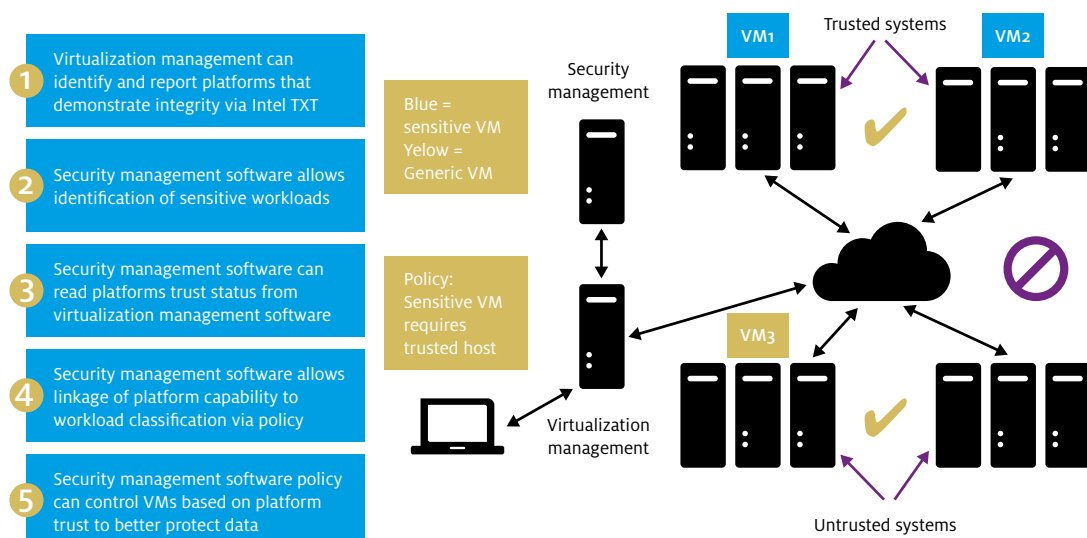 1
Virtualization management can
identify and report platforms that
demonstrate integrity via Intel TXT
2
Security management software allows
identification of sensitive workloads
3
Security management software can
read platforms trust status from
virtualization management software
4
Security management software allows
linkage of platform capability to
workload classification via policy
5
Security management software policy
can control VMs based on platform
trust to better protect data
Blue =
sensitive VM
Yelow =
Generic VM
Policy:
Sensitive VM
requires
trusted host
Security
management
Virtualization
management
VM1
Trusted systems
VM2
VM3
Untrusted systems